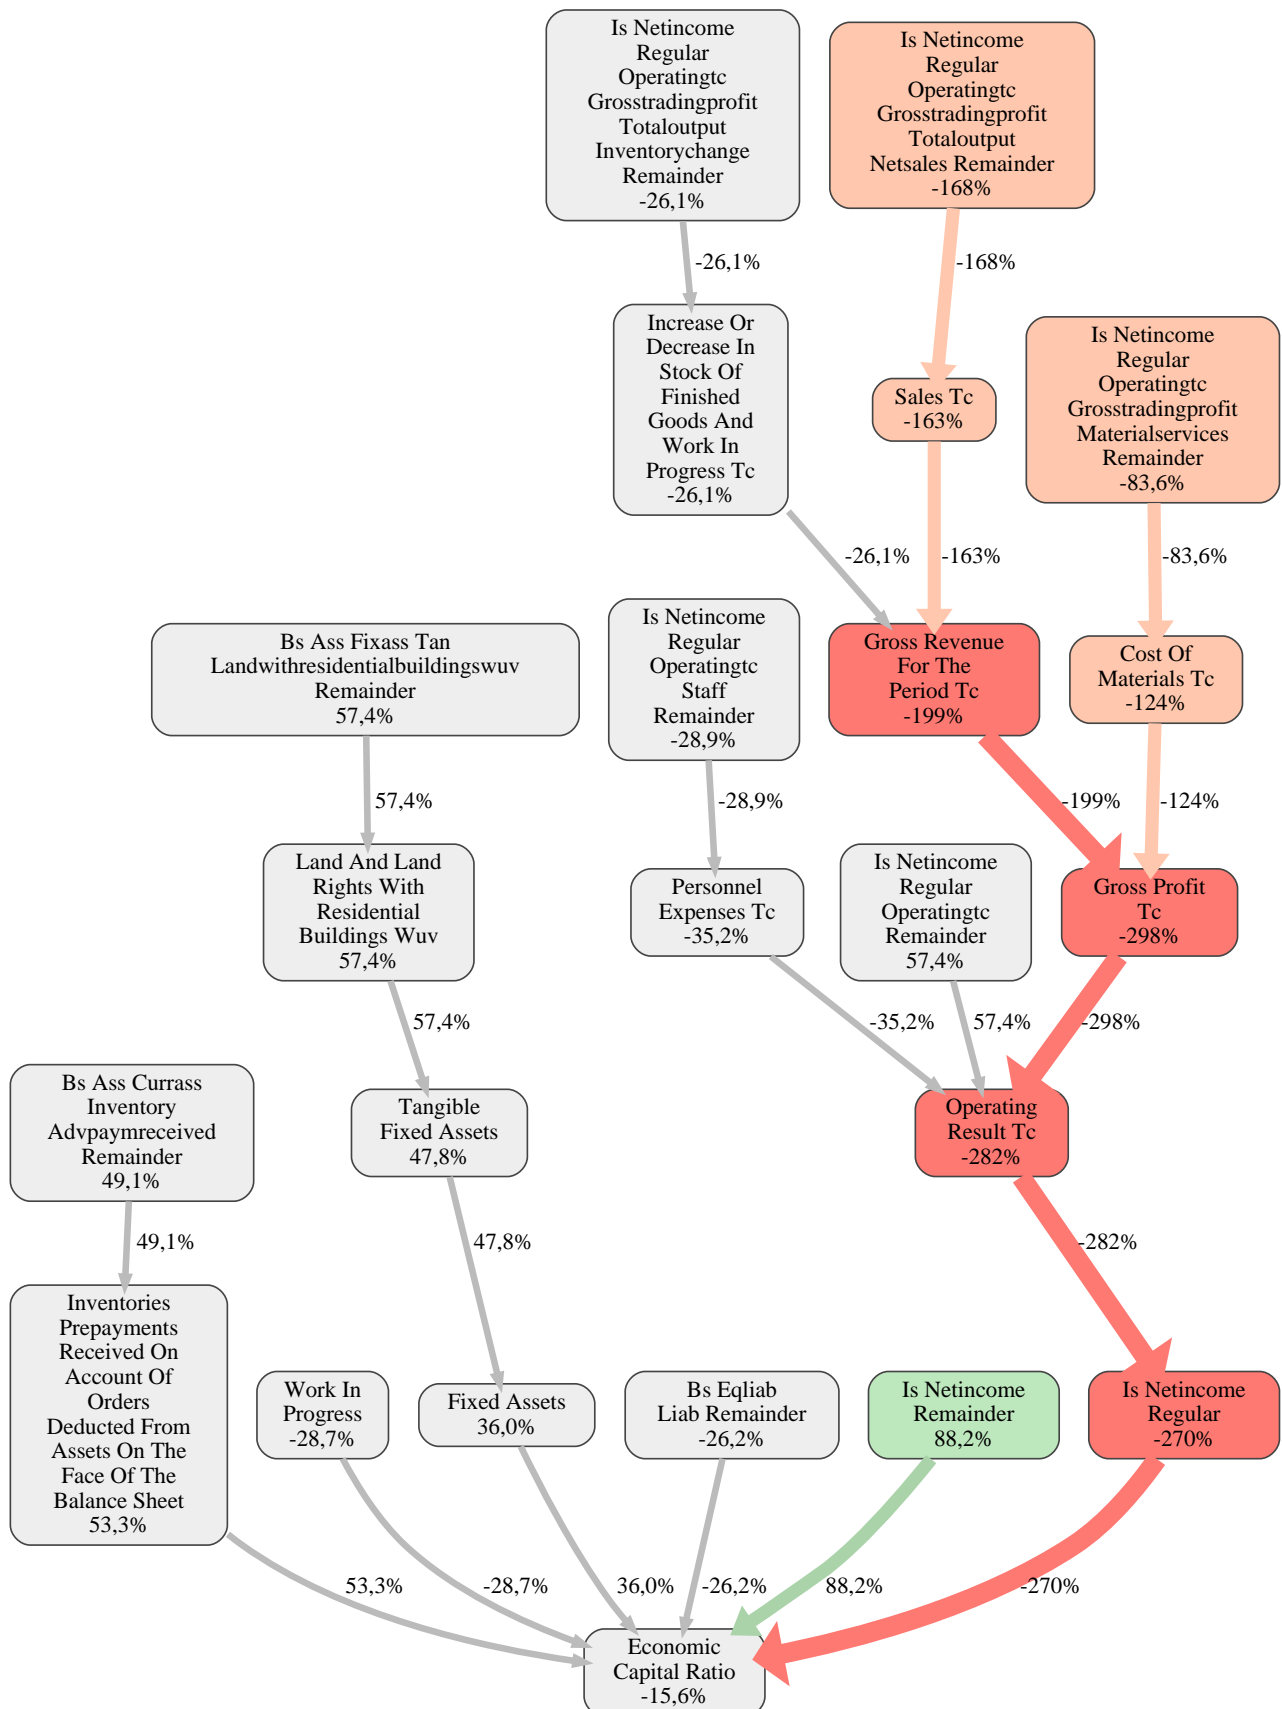 Is Netincome
Regular
Operatingtc
Grosstradingprofit
Totaloutput
Inventorychange
Remainder
-26,1%
Is Netincome
Regular
Operatingtc
Grosstradingprofit
Totaloutput
Netsales Remainder
-168%
-26,1%
-168%
Increase Or
Decrease In
Stock Of
Finished
Goods And
Work In
Progress Tc
-26,1%
Sales Tc
-163%
Is Netincome
Regular
Operatingtc
Grosstradingprofit
Materialservices
Remainder
-83,6%
-26,1%
-163%
-83,6%
Bs Ass Fixass Tan
Landwithresidentialbuildingswuv
Remainder
57,4%
Is Netincome
Regular
Operatingtc
Staff
Remainder
-28,9%
Gross Revenue
For The
Period Tc
-199%
Cost Of
Materials Tc
-124%
57,4%
-28,9%
-199%
-124%
Land And Land
Rights With
Residential
Buildings Wuv
57,4%
Personnel
Expenses Tc
-35,2%
Is Netincome
Regular
Operatingtc
Remainder
57,4%
Gross Profit
Tc
-298%
57,4%
-35,2%
57,4%
-298%
Bs Ass Currass
Inventory
Advpaymreceived
Remainder
49,1%
Tangible
Fixed Assets
47,8%
Operating
Result Tc
-282%
49,1%
47,8%
-282%
Inventories
Prepayments
Received On
Account Of
Orders
Deducted From
Assets On The
Face Of The
Balance Sheet
53,3%
Work In
Progress
-28,7%
Fixed Assets
36,0%
Bs Eqliab
Liab Remainder
-26,2%
Is Netincome
Remainder
88,2%
Is Netincome
Regular
-270%
53,3%
-28,7%
36,0%
-26,2%
88,2%
-270%
Economic
Capital Ratio
-15,6%